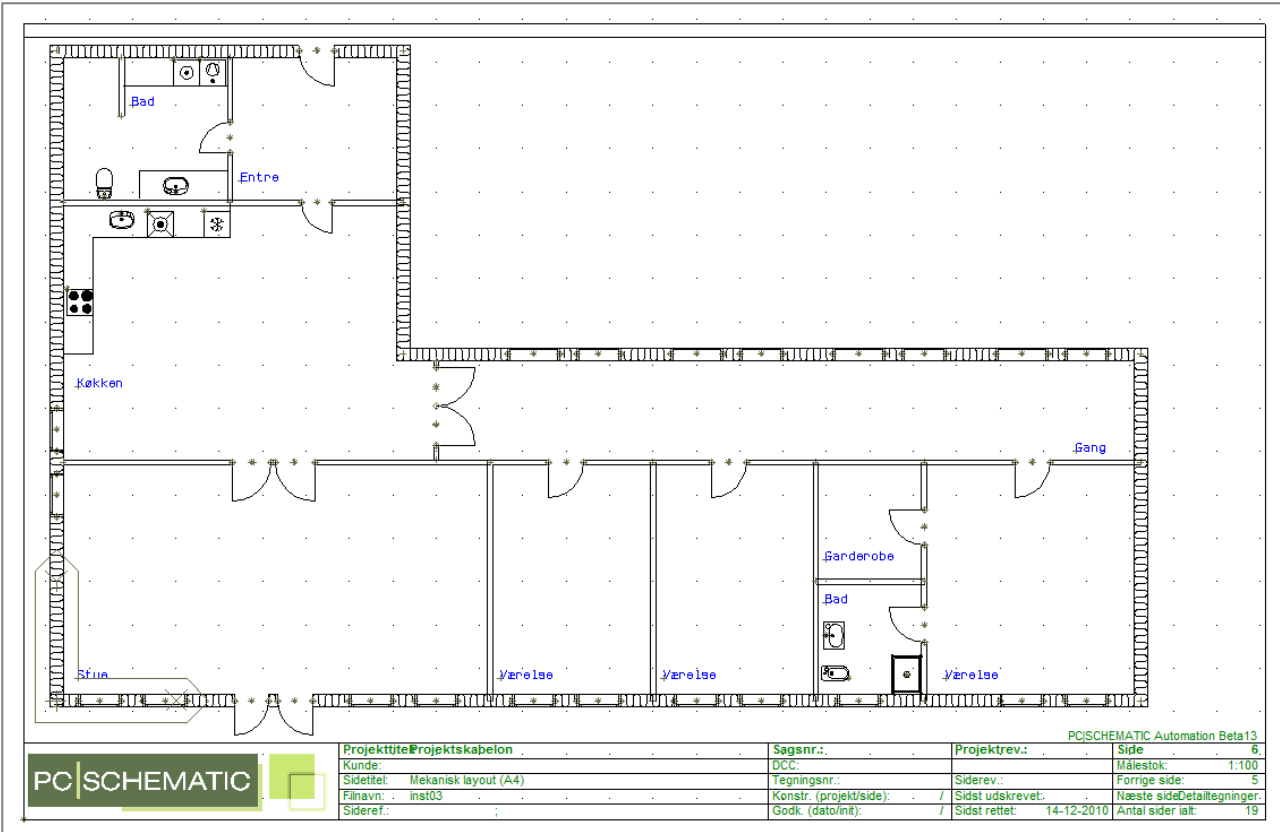 Bad
Entre
Køkken
Gang
Garderobe
Bad
Stue
Værelse
Værelse
Værelse
PC|SCHEMATIC Automation Beta13
PC|SCHEMATIC
Projekttitel Projektskabelon
Sagsnr.:
Projektrev.:
Side 6
Kunde:
DCC:
Målestok: 1:100
Sidetitel: Mekanisk layout (A4)
Tegningsnr.:
Siderev.:
Forrige side: 5
Filnavn: inst03
Konstr. (projekt/side): /
Sidst udskrevet:
Næste side Detailtegninger
Sideref.: ;
Godk. (dato/init): /
Sidst rettet: 14-12-2010
Antal sider ialt: 19